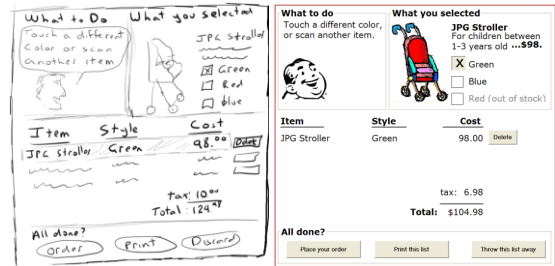 What to Do
What you selected
Touch a different
Color or scan
another item
JPG Stroller
Green
Red
blue
Item Style Cost
JPG Stroller Green 98.00
tax: 10.00
Total:
All done?
Order Print Discard
What to do
Touch a different color,
or scan another item.
What you selected
JPG Stroller
For children between
1-3 years old ...$98.
X Green
Blue
Red (out of stock)
Item Style Cost
JPG Stroller Green 98.00 Delete
tax: 6.98
Total: $104.98
All done?
Place your order Print this list Throw this list away